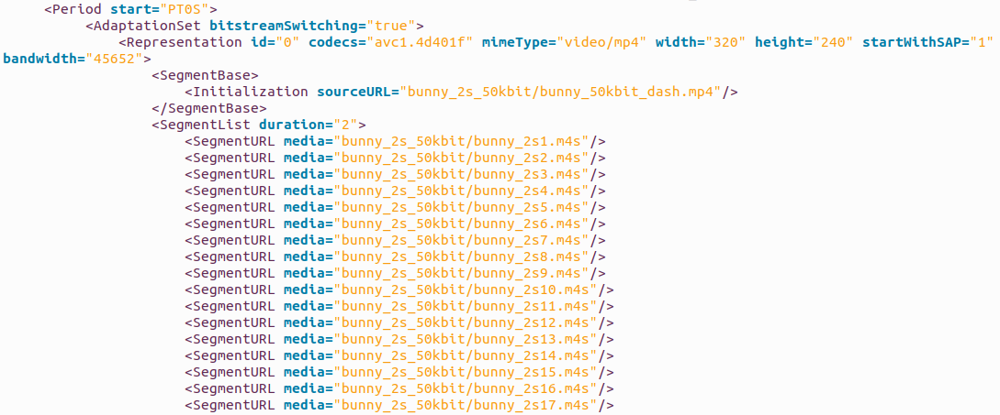 <Period start="PT0S">
<AdaptationSet bitstreamSwitching="true">
<Representation id="0" codecs="avc1.4d401f" mimeType="video/mp4" width="320" height="240" startWithSAP="1"
bandwidth="45652">
<SegmentBase>
<Initialization sourceURL="bunny_2s_50kbit/bunny_50kbit_dash.mp4"/>
</SegmentBase>
<SegmentList duration="2">
<SegmentURL media="bunny_2s_50kbit/bunny_2s1.m4s"/>
<SegmentURL media="bunny_2s_50kbit/bunny_2s2.m4s"/>
<SegmentURL media="bunny_2s_50kbit/bunny_2s3.m4s"/>
<SegmentURL media="bunny_2s_50kbit/bunny_2s4.m4s"/>
<SegmentURL media="bunny_2s_50kbit/bunny_2s5.m4s"/>
<SegmentURL media="bunny_2s_50kbit/bunny_2s6.m4s"/>
<SegmentURL media="bunny_2s_50kbit/bunny_2s7.m4s"/>
<SegmentURL media="bunny_2s_50kbit/bunny_2s8.m4s"/>
<SegmentURL media="bunny_2s_50kbit/bunny_2s9.m4s"/>
<SegmentURL media="bunny_2s_50kbit/bunny_2s10.m4s"/>
<SegmentURL media="bunny_2s_50kbit/bunny_2s11.m4s"/>
<SegmentURL media="bunny_2s_50kbit/bunny_2s12.m4s"/>
<SegmentURL media="bunny_2s_50kbit/bunny_2s13.m4s"/>
<SegmentURL media="bunny_2s_50kbit/bunny_2s14.m4s"/>
<SegmentURL media="bunny_2s_50kbit/bunny_2s15.m4s"/>
<SegmentURL media="bunny_2s_50kbit/bunny_2s16.m4s"/>
<SegmentURL media="bunny_2s_50kbit/bunny_2s17.m4s"/>